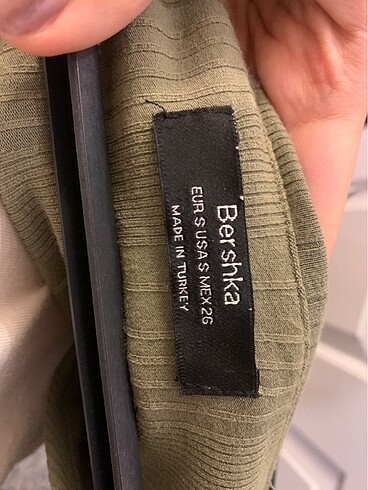 Bershka
EUR S USA S MEX 26
MADE IN TURKEY